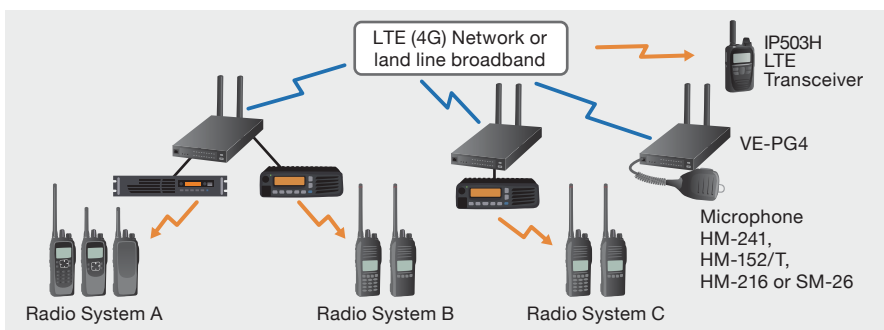 LTE (4G) Network or
land line broadband
IP503H
LTE
Transceiver
VE-PG4
Microphone
HM-241,
HM-152/T,
HM-216 or SM-26
Radio System A
Radio System B
Radio System C